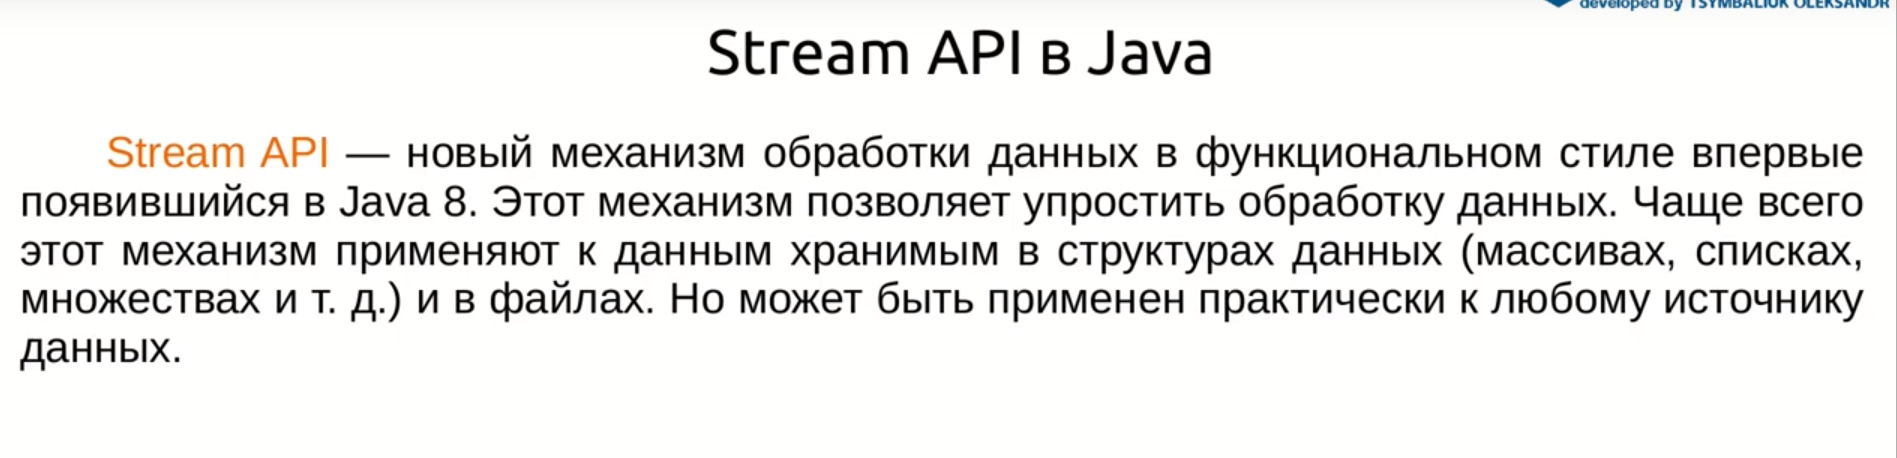 developed by TSYMBALIUK OLEKSANDR
Stream API в Java
Stream API — новый механизм обработки данных в функциональном стиле впервые
появившийся в Java 8. Этот механизм позволяет упростить обработку данных. Чаще всего
этот механизм применяют к данным хранимым в структурах данных (массивах, списках,
множествах и т. д.) и в файлах. Но может быть применен практически к любому источнику
данных.